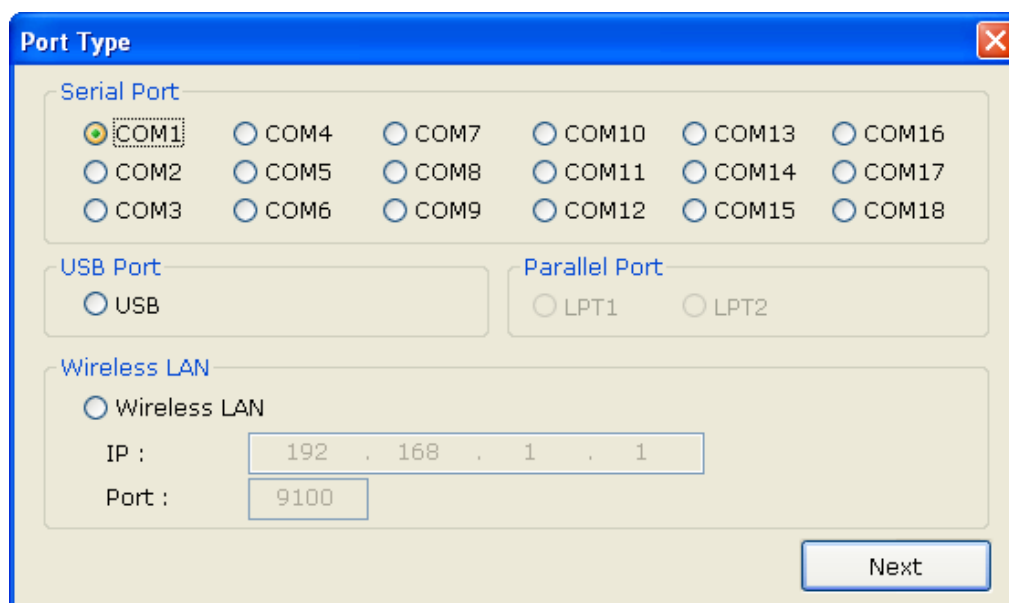 Port Type
Serial Port
COM1 COM4 COM7 COM10 COM13 COM16
COM2 COM5 COM8 COM11 COM14 COM17
COM3 COM6 COM9 COM12 COM15 COM18
USB Port Parallel Port
USB LPT1 LPT2
Wireless LAN
Wireless LAN
IP : 192 . 168 . 1 . 1
Port : 9100
Next